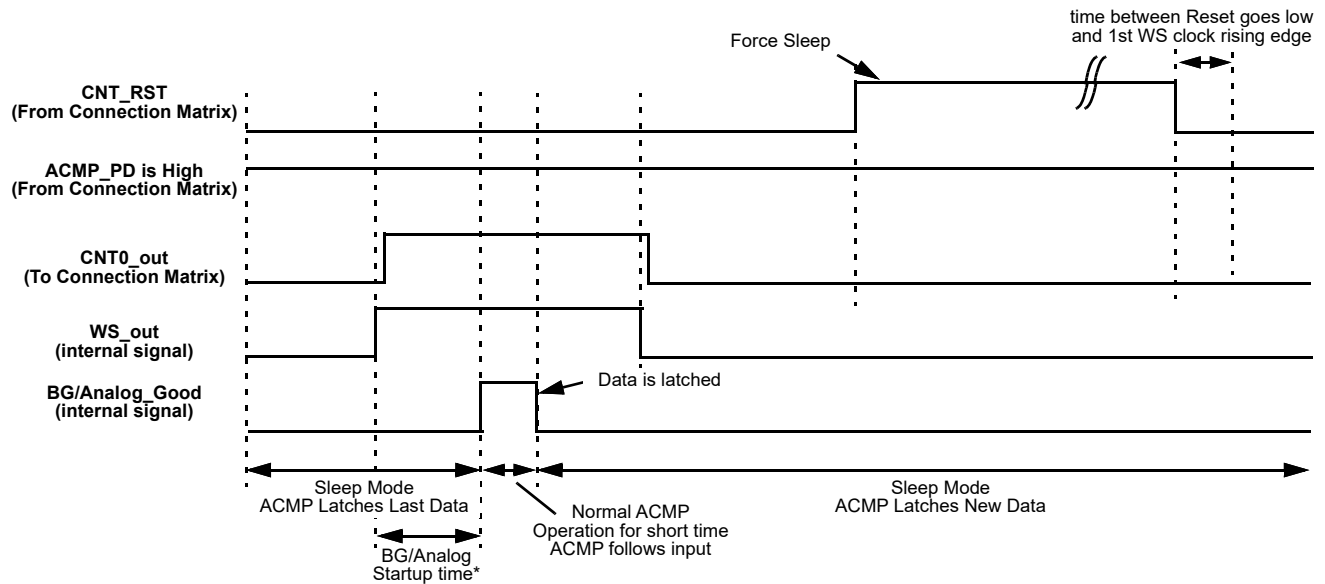 time between Reset goes low
and 1st WS clock rising edge
Force Sleep
CNT_RST
(From Connection Matrix)
ACMP_PD is High
(From Connection Matrix)
CNT0_out
(To Connection Matrix)
WS_out
(internal signal)
Data is latched
BG/Analog_Good
(internal signal)
Sleep Mode
ACMP Latches Last Data
Normal ACMP
Operation for short time
ACMP follows input
Sleep Mode
ACMP Latches New Data
BG/Analog
Startup time*